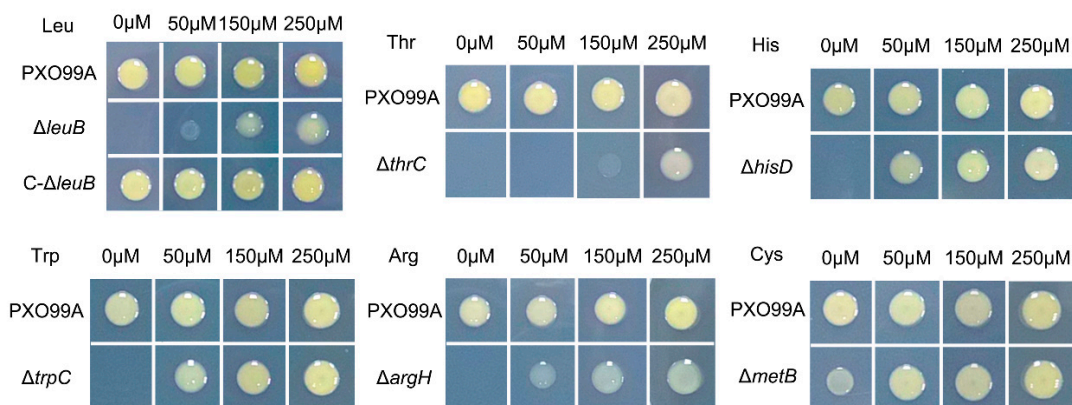 Leu
0µM 50µM 150µM 250µM
PXO99A
ΔleuB
C-ΔleuB
Thr
0µM 50µM 150µM 250µM
PXO99A
ΔthrC
His
0µM 50µM 150µM 250µM
PXO99A
ΔhisD
Trp
0µM 50µM 150µM 250µM
PXO99A
ΔtrpC
Arg
0µM 50µM 150µM 250µM
PXO99A
ΔargH
Cys
0µM 50µM 150µM 250µM
PXO99A
ΔmetB